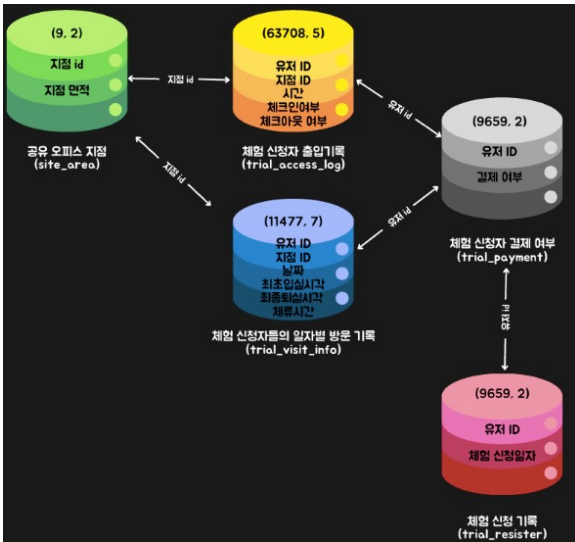 (9, 2)
지점 id
지점 면적
공유 오피스 지점
(site_area)
지점 id
(63708, 5)
유저 ID
지점 ID
시간
체크인여부
체크아웃 여부
체험 신청자 출입기록
(trial_access_log)
유저 id
지점 id
(9659, 2)
유저 ID
결제 여부
체험 신청자 결제 여부
(trial_payment)
(11477, 7)
유저 ID
지점 ID
날짜
최초입실시각
최종퇴실시각
체류시간
체험 신청자들의 일자별 방문 기록
(trial_visit_info)
유저 id
유저 id
(9659, 2)
유저 ID
체험 신청일자
체험 신청 기록
(trial_resister)